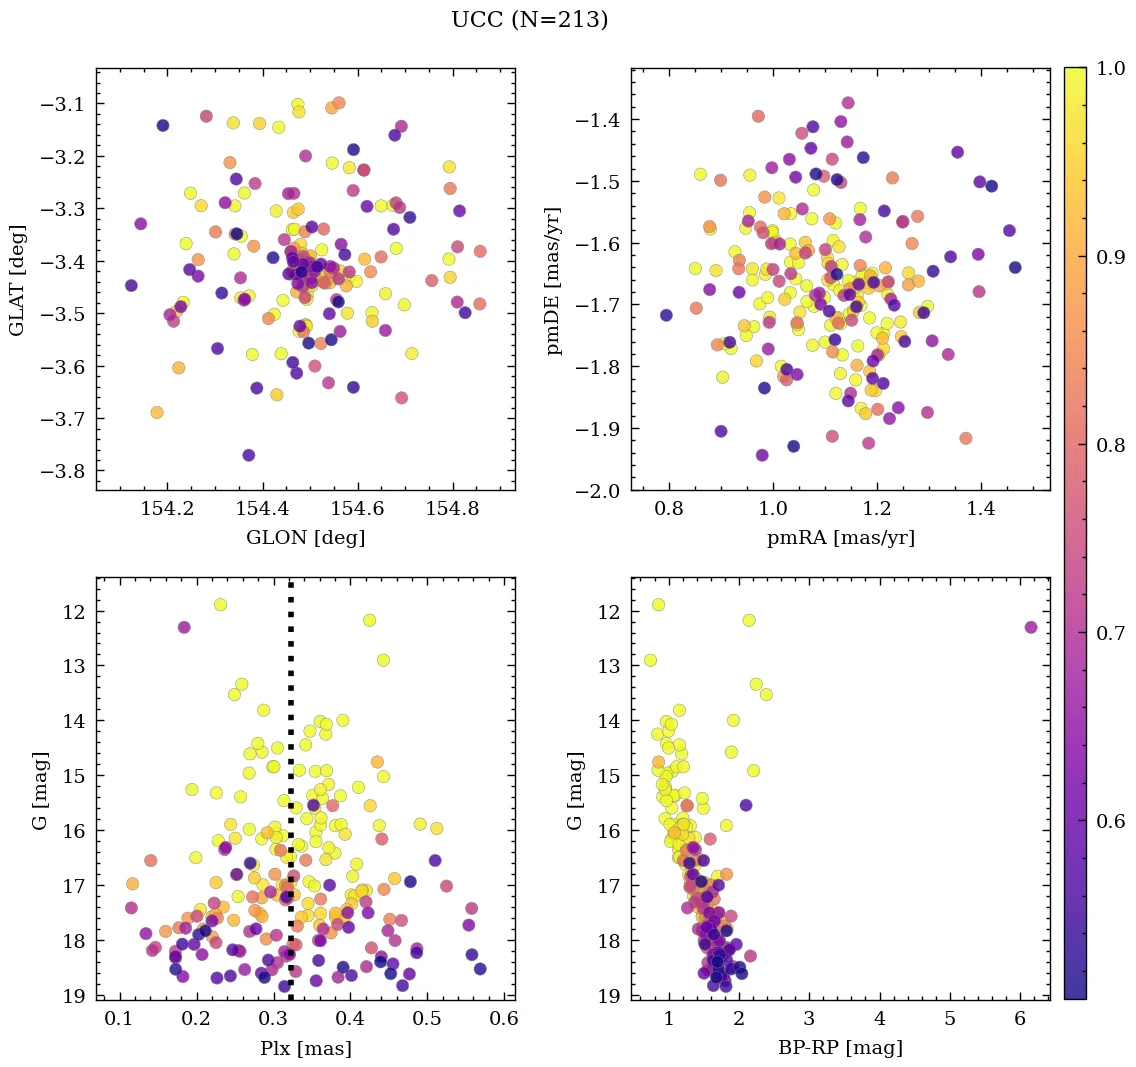 UCC (N=213)
−3.1
−3.2
−3.3
−3.4
−3.5
−3.6
−3.7
−3.8
GLAT [deg]
154.2 154.4 154.6 154.8
GLON [deg]
−1.4
−1.5
−1.6
−1.7
−1.8
−1.9
−2.0
pmDE [mas/yr]
0.8 1.0 1.2 1.4
pmRA [mas/yr]
12
13
14
15
16
17
18
19
G [mag]
0.1 0.2 0.3 0.4 0.5 0.6
Plx [mas]
12
13
14
15
16
17
18
19
G [mag]
1 2 3 4 5 6
BP-RP [mag]
1.0
0.9
0.8
0.7
0.6